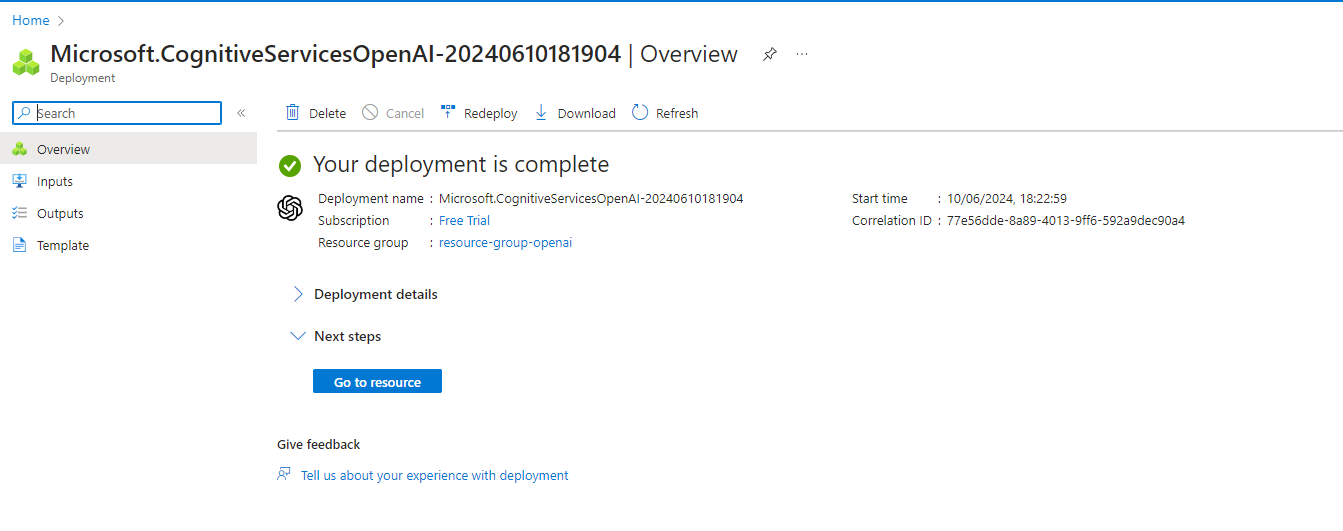 Home
Microsoft.CognitiveServicesOpenAI-20240610181904 | Overview
Deployment
Search
Delete
Cancel
Redeploy
Download
Refresh
Overview
Inputs
Outputs
Template
Your deployment is complete
Deployment name : Microsoft.CognitiveServicesOpenAI-20240610181904
Subscription : Free Trial
Resource group : resource-group-openai
Start time : 10/06/2024, 18:22:59
Correlation ID : 77e56dde-8a89-4013-9ff6-592a9dec90a4
Deployment details
Next steps
Go to resource
Give feedback
Tell us about your experience with deployment